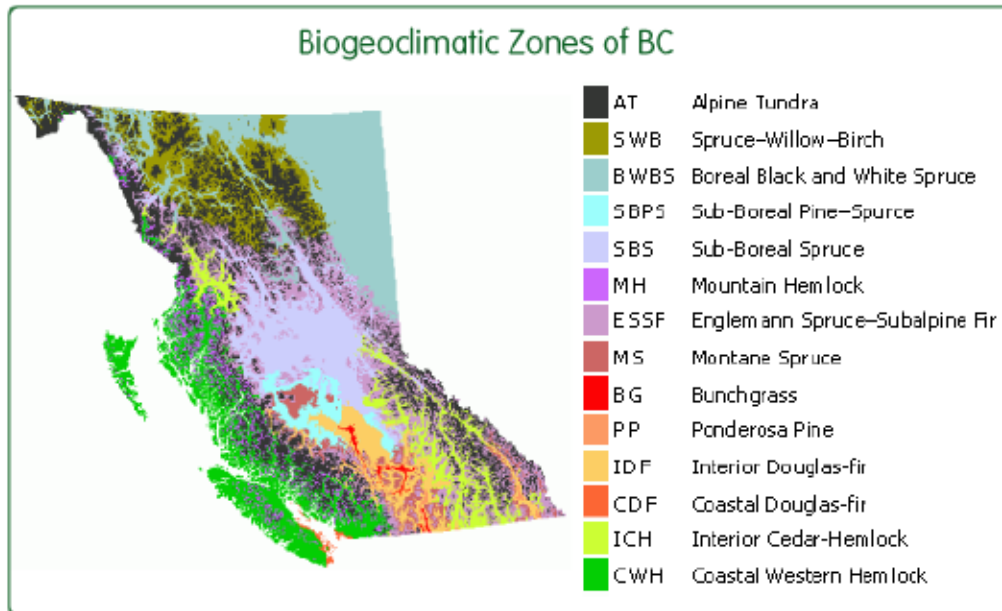 Biogeoclimatic Zones of BC
AT Alpine Tundra
SWB Spruce-Willow-Birch
BWBS Boreal Black and White Spruce
SBPS Sub-Boreal Pine-Spurce
SBS Sub-Boreal Spruce
MH Mountain Hemlock
ESSF Englemann Spruce-Subalpine Fir
MS Montane Spruce
BG Bunchgrass
PP Ponderosa Pine
IDF Interior Douglas-fir
CDF Coastal Douglas-fir
ICH Interior Cedar-Hemlock
CWH Coastal Western Hemlock